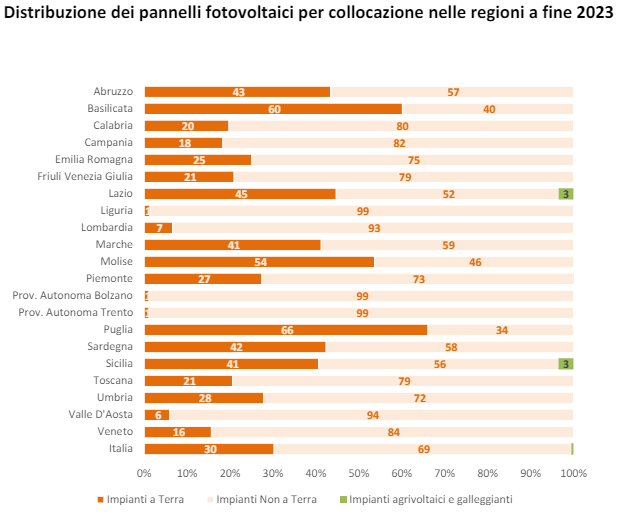 Distribuzione dei pannelli fotovoltaici per collocazione nelle regioni a fine 2023
Abruzzo 43 57
Basilicata 60 40
Calabria 20 80
Campania 18 82
Emilia Romagna 25 75
Friuli Venezia Giulia 21 79
Lazio 45 52 3
Liguria 1 99
Lombardia 7 93
Marche 41 59
Molise 54 46
Piemonte 27 73
Prov. Autonoma Bolzano 1 99
Prov. Autonoma Trento 1 99
Puglia 66 34
Sardegna 42 58
Sicilia 41 56 3
Toscana 21 79
Umbria 28 72
Valle D'Aosta 6 94
Veneto 16 84
Italia 30 69
0% 10% 20% 30% 40% 50% 60% 70% 80% 90% 100%
Impianti a Terra Impianti Non a Terra Impianti agrivoltaici e galleggianti